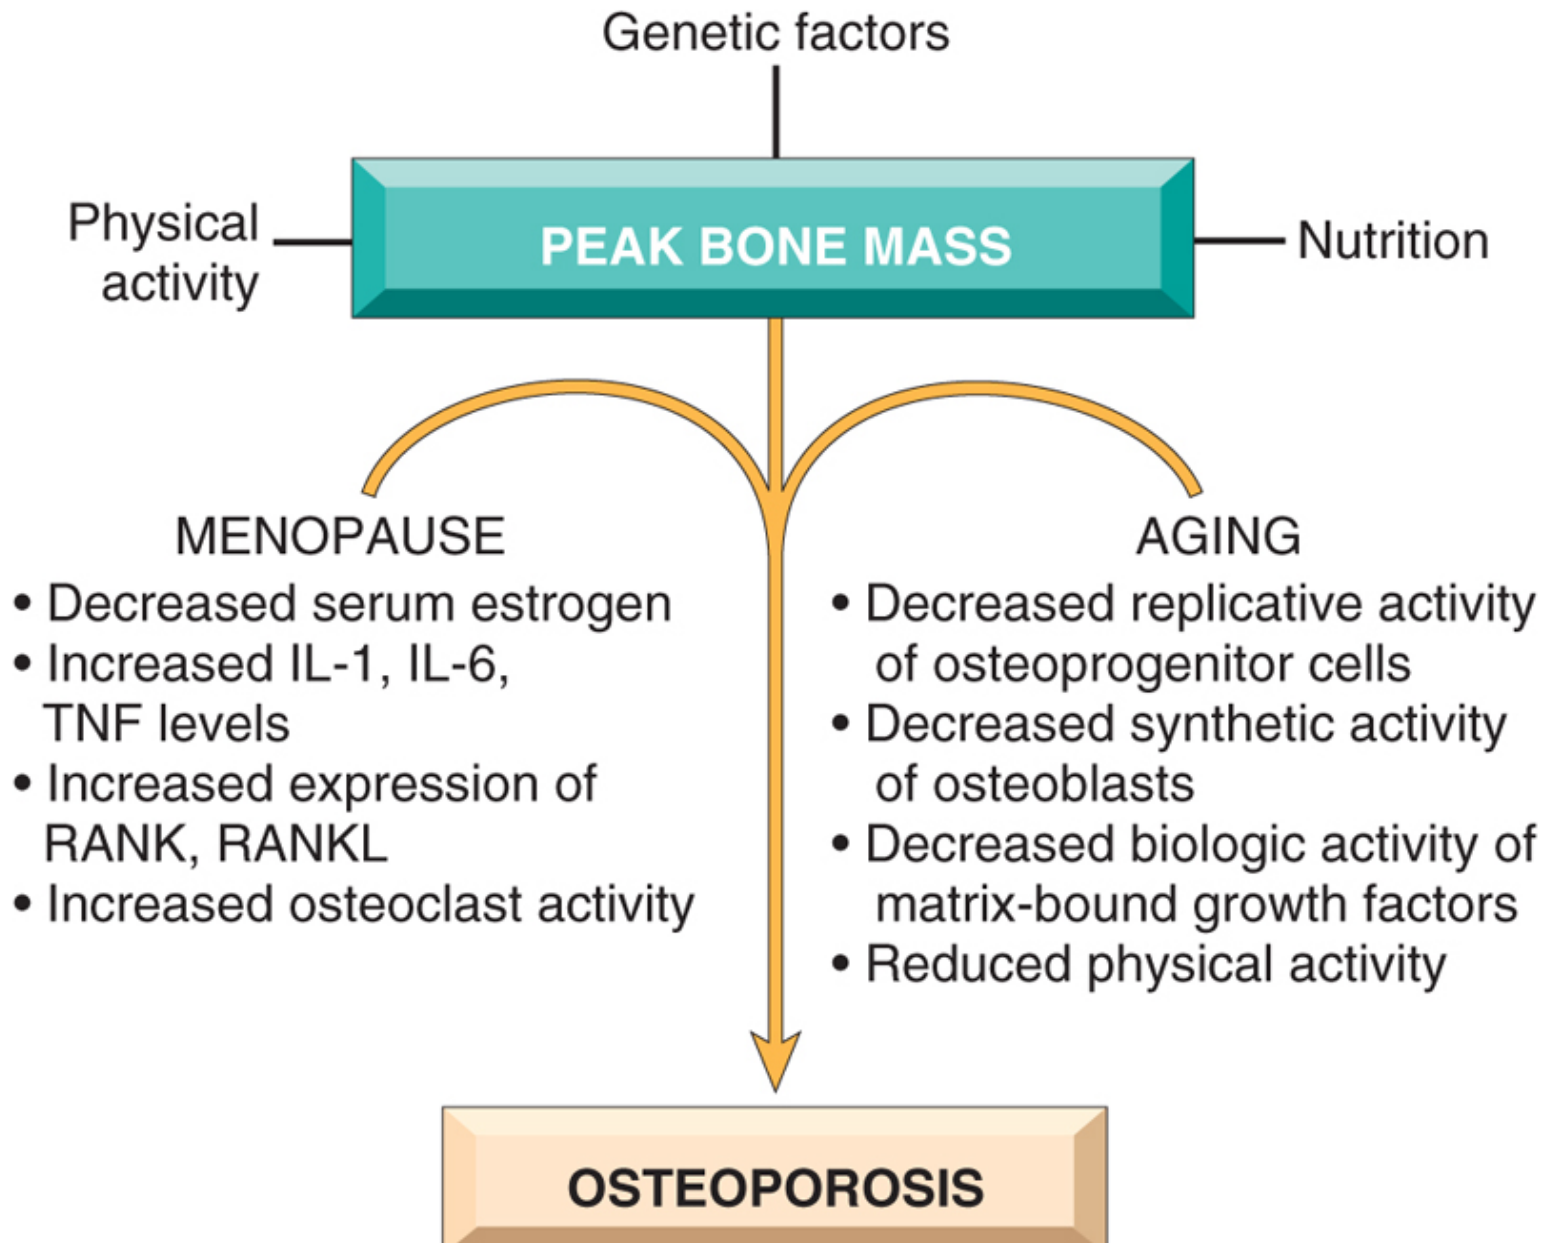 Genetic factors
Physical
activity
PEAK BONE MASS
Nutrition
MENOPAUSE
• Decreased serum estrogen
• Increased IL-1, IL-6,
TNF levels
• Increased expression of
RANK, RANKL
• Increased osteoclast activity
AGING
• Decreased replicative activity
of osteoprogenitor cells
• Decreased synthetic activity
of osteoblasts
• Decreased biologic activity of
matrix-bound growth factors
• Reduced physical activity
OSTEOPOROSIS